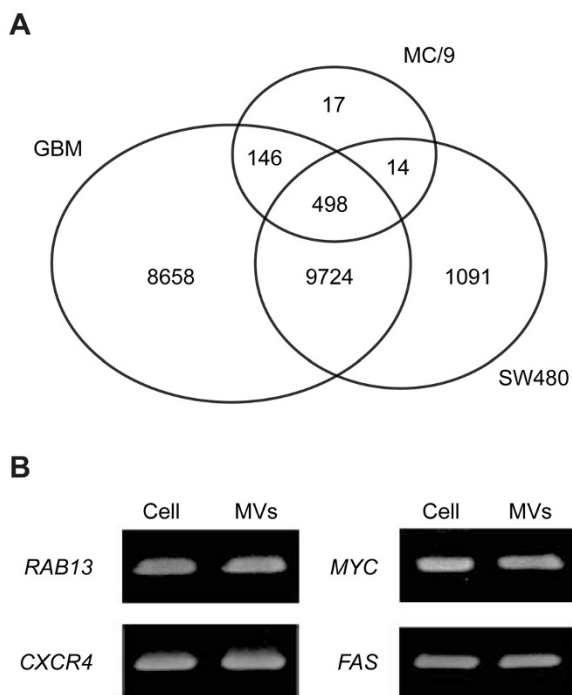 A
MC/9
17
GBM
146
14
498
8658
9724
1091
SW480
B
Cell MVs
Cell MVs
RAB13
MYC
CXCR4
FAS